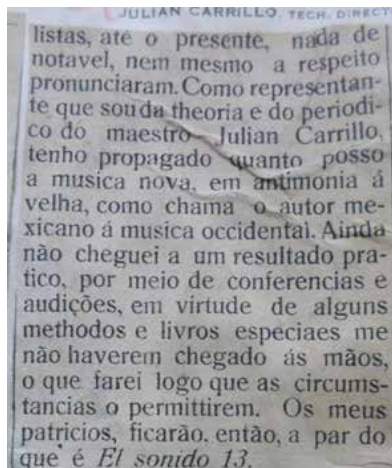 JULIAN CARRILLO, TECH. DIRECT
listas, até o presente, nada de
notavel, nem mesmo a respeito
pronunciaram. Como representan-
te que sou da theoria e do periodi-
co do maestro Julian Carrillo,
tenho propagado quanto posso
a musica nova, em antimonia á
velha, como chama o autor me-
xicano á musica occidental. Ainda
não cheguei a um resultado pra-
tico, por meio de conferencias e
audições, em virtude de alguns
methodos e livros especiaes me
não haverem chegado ás mãos,
o que farei logo que as circums-
tancias o permittirem. Os meus
patricios, ficarão, então, a par do
que é El sonido 13.